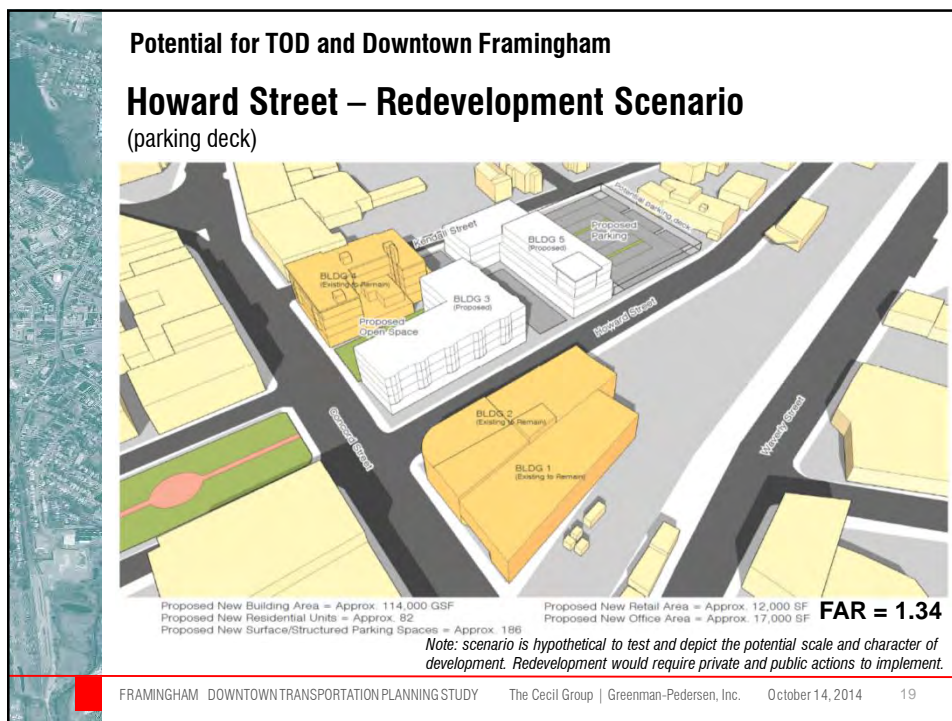 Potential for TOD and Downtown Framingham
Howard Street – Redevelopment Scenario
(parking deck)
Potential parking deck
Kendall Street
Proposed
Parking
BLDG 5
(Proposed)
BLDG 4
(Existing to Remain)
BLDG 3
(Proposed)
Proposed
Open Space
Howard Street
BLDG 2
(Existing to Remain)
Concord Street
Waverly Street
BLDG 1
(Existing to Remain)
Proposed New Building Area = Approx. 114,000 GSF
Proposed New Residential Units = Approx. 82
Proposed New Surface/Structured Parking Spaces = Approx. 186
Proposed New Retail Area = Approx. 12,000 SF
Proposed New Office Area = Approx. 17,000 SF
FAR = 1.34
Note: scenario is hypothetical to test and depict the potential scale and character of
development. Redevelopment would require private and public actions to implement.
FRAMINGHAM DOWNTOWN TRANSPORTATION PLANNING STUDY The Cecil Group | Greenman-Pedersen, Inc. October 14, 2014 19